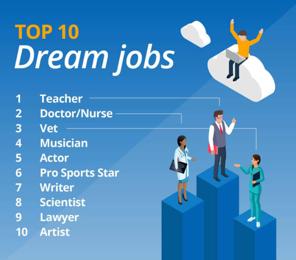 TOP 10
Dream jobs
1 Teacher
2 Doctor/Nurse
3 Vet
4 Musician
5 Actor
6 Pro Sports Star
7 Writer
8 Scientist
9 Lawyer
10 Artist